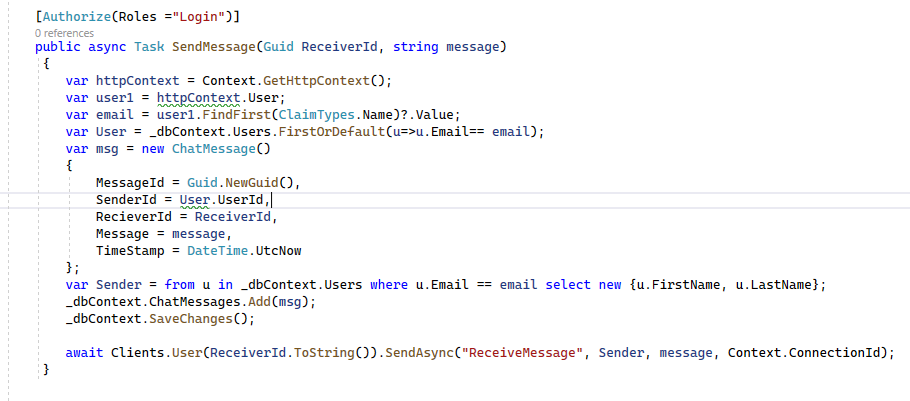 [Authorize(Roles ="Login")]
0 references
public async Task SendMessage(Guid ReceiverId, string message)
{
var httpContext = Context.GetHttpContext();
var user1 = httpContext.User;
var email = user1.FindFirst(ClaimTypes.Name)?.Value;
var User = _dbContext.Users.FirstOrDefault(u=>u.Email== email);
var msg = new ChatMessage()
{
MessageId = Guid.NewGuid(),
SenderId = User.UserId,
RecieverId = ReceiverId,
Message = message,
TimeStamp = DateTime.UtcNow
};
var Sender = from u in _dbContext.Users where u.Email == email select new {u.FirstName, u.LastName};
_dbContext.ChatMessages.Add(msg);
_dbContext.SaveChanges();
await Clients.User(ReceiverId.ToString()).SendAsync("ReceiveMessage", Sender, message, Context.ConnectionId);
}